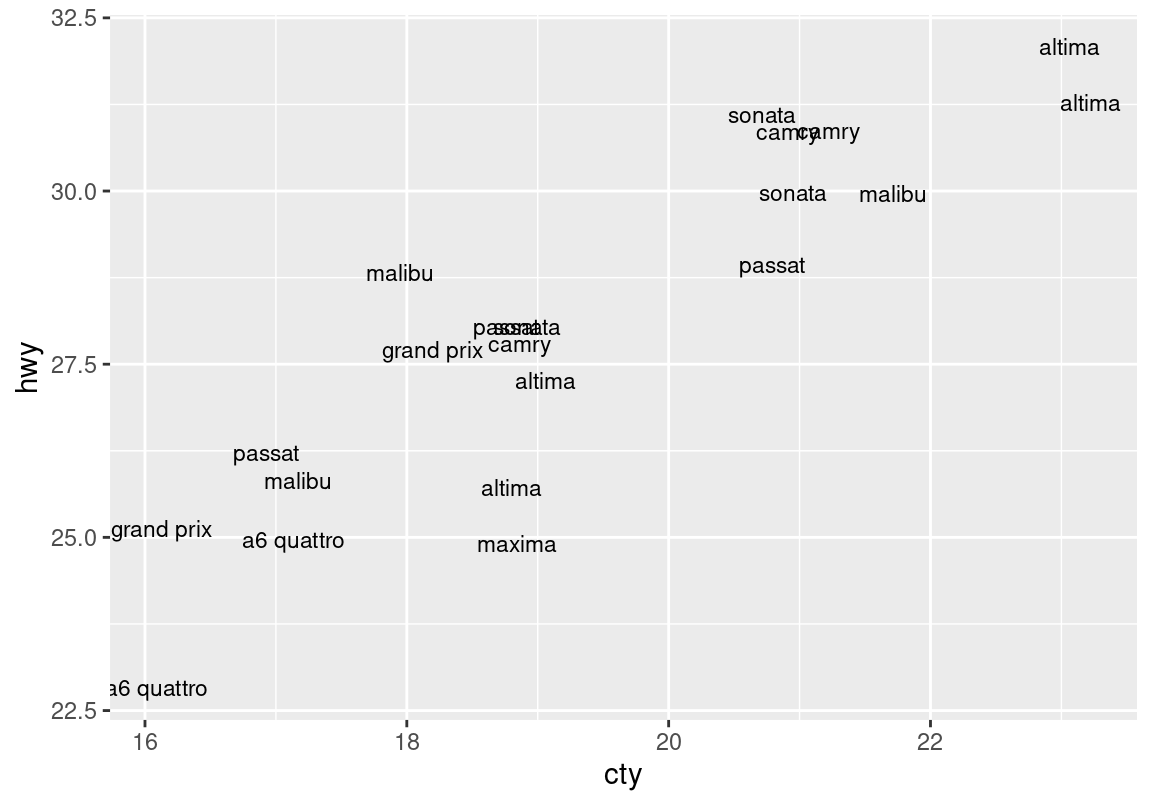 32.5
altima
altima
sonata
camry camry
30.0
sonata malibu
passat
malibu
passat sonata
camry
grand prix
27.5
altima
passat
malibu
altima
grand prix
25.0
a6 quattro
maxima
a6 quattro
22.5
16 18 20 22
cty
hwy